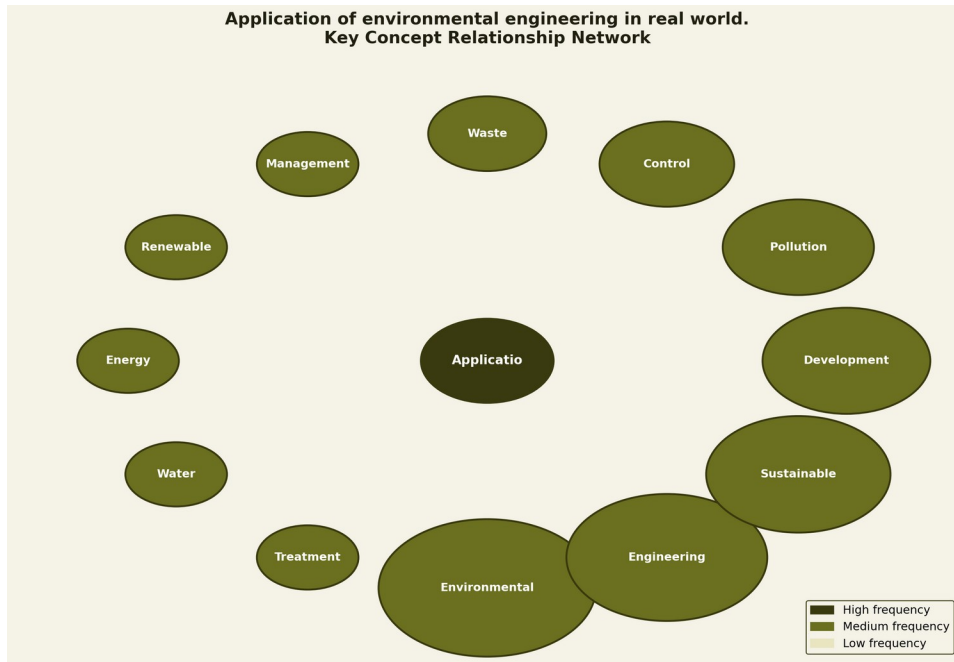 Application of environmental engineering in real world.
Key Concept Relationship Network
Waste
Management
Control
Renewable
Pollution
Energy
Applicatio
Development
Water
Sustainable
Treatment
Engineering
Environmental
High frequency
Medium frequency
Low frequency